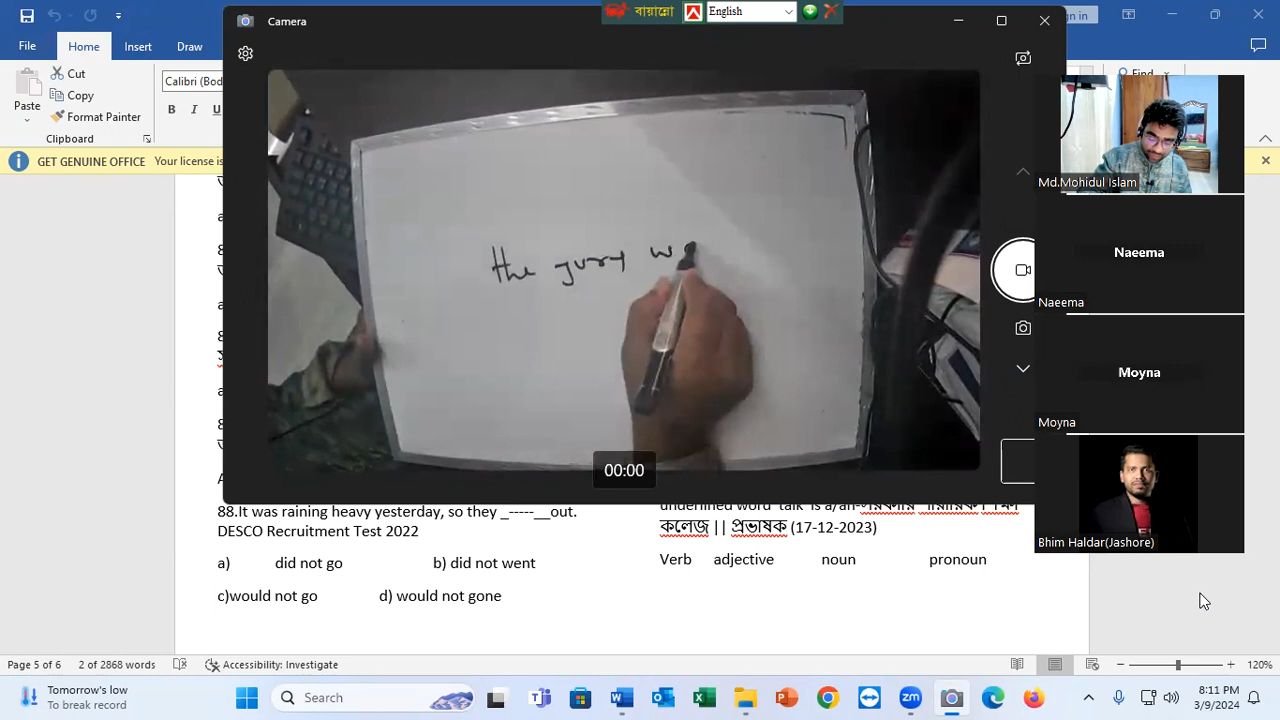 Camera
বায়ান্নো
English
File Home Insert Draw
Cut
Copy
Paste
Format Painter
Clipboard
Calibri (Bod
B I U
Find
GET GENUINE OFFICE Your license is
the jury w
00:00
Md.Mohidul Islam
Naeema
Naeema
Moyna
Moyna
Bhim Haldar(Jashore)
88.It was raining heavy yesterday, so they _-----__out.
DESCO Recruitment Test 2022
a) did not go b) did not went
c)would not go d) would not gone
কলেজ || প্রভাষক (17-12-2023)
Verb adjective noun pronoun
Page 5 of 6 2 of 2868 words Accessibility: Investigate 120%
Tomorrow's low
To break record
Search
zm
8:11 PM
3/9/2024